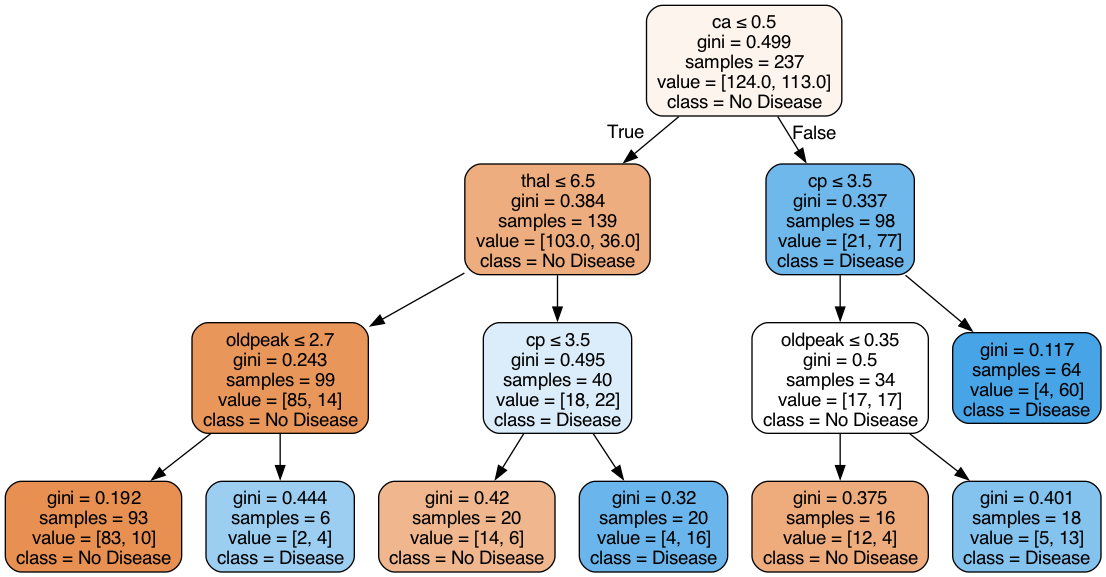 ca ≤ 0.5
gini = 0.499
samples = 237
value = [124.0, 113.0]
class = No Disease
True
False
thal ≤ 6.5
gini = 0.384
samples = 139
value = [103.0, 36.0]
class = No Disease
cp ≤ 3.5
gini = 0.337
samples = 98
value = [21, 77]
class = Disease
oldpeak ≤ 2.7
gini = 0.243
samples = 99
value = [85, 14]
class = No Disease
cp ≤ 3.5
gini = 0.495
samples = 40
value = [18, 22]
class = Disease
oldpeak ≤ 0.35
gini = 0.5
samples = 34
value = [17, 17]
class = No Disease
gini = 0.117
samples = 64
value = [4, 60]
class = Disease
gini = 0.192
samples = 93
value = [83, 10]
class = No Disease
gini = 0.444
samples = 6
value = [2, 4]
class = Disease
gini = 0.42
samples = 20
value = [14, 6]
class = No Disease
gini = 0.32
samples = 20
value = [4, 16]
class = Disease
gini = 0.375
samples = 16
value = [12, 4]
class = No Disease
gini = 0.401
samples = 18
value = [5, 13]
class = Disease